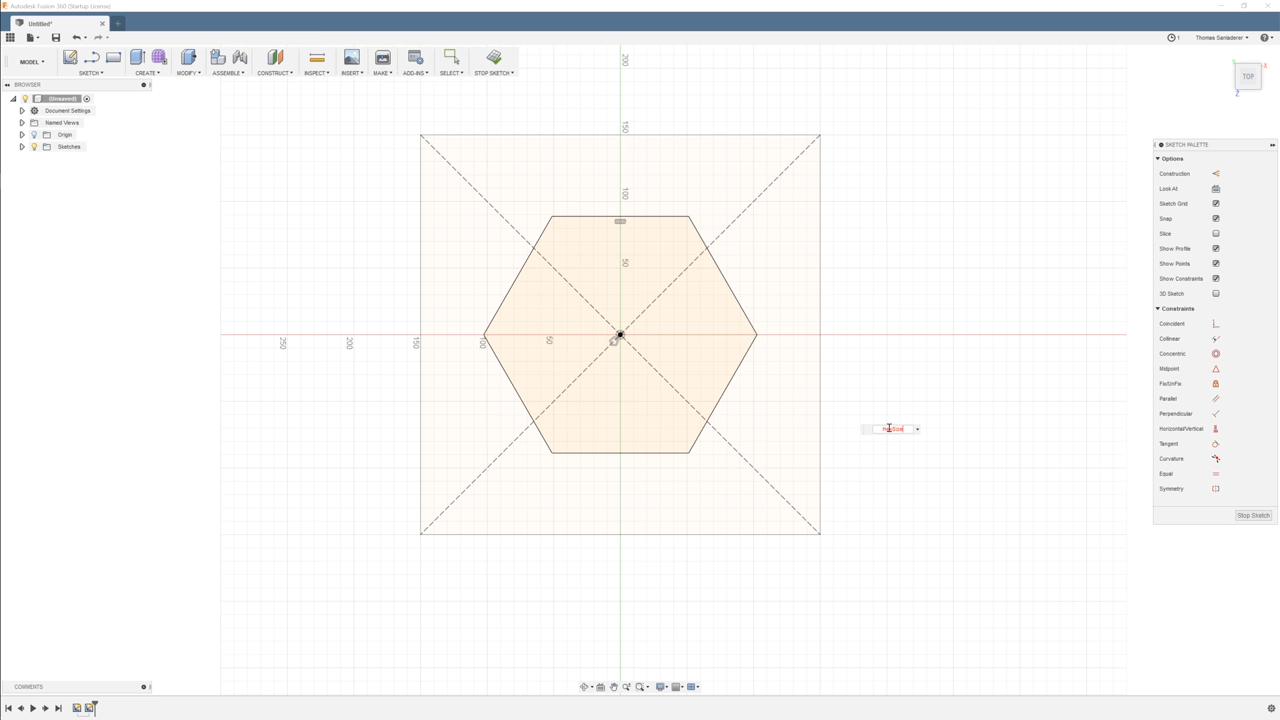 Autodesk Fusion 360 (Startup License)
Untitled*
1 Thomas Sanladerer
MODEL
SKETCH CREATE MODIFY ASSEMBLE CONSTRUCT INSPECT INSERT MAKE ADD-INS SELECT STOP SKETCH
BROWSER
(Unsaved)
Document Settings
Named Views
Origin
Sketches
200
150
100
50
250 200 150 100 50
TOP
X
Z
SKETCH PALETTE
Options
Construction
Look At
Sketch Grid
Snap
Slice
Show Profile
Show Points
Show Constraints
3D Sketch
Constraints
Coincident
Collinear
Concentric
Midpoint
Fix/UnFix
Parallel
Perpendicular
Horizontal/Vertical
Tangent
Curvature
Equal
Symmetry
Stop Sketch
COMMENTS